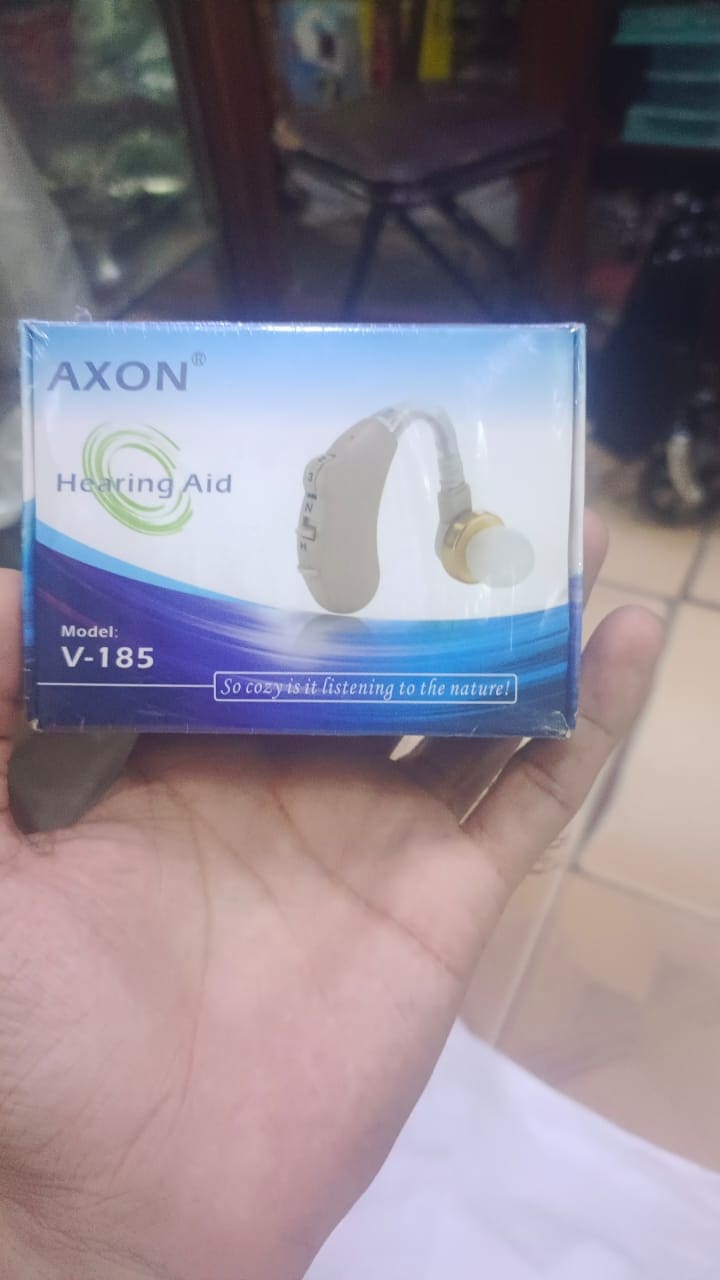 AXON®
Hearing Aid
N
H
Model:
V-185
So cozy is it listening to the nature!